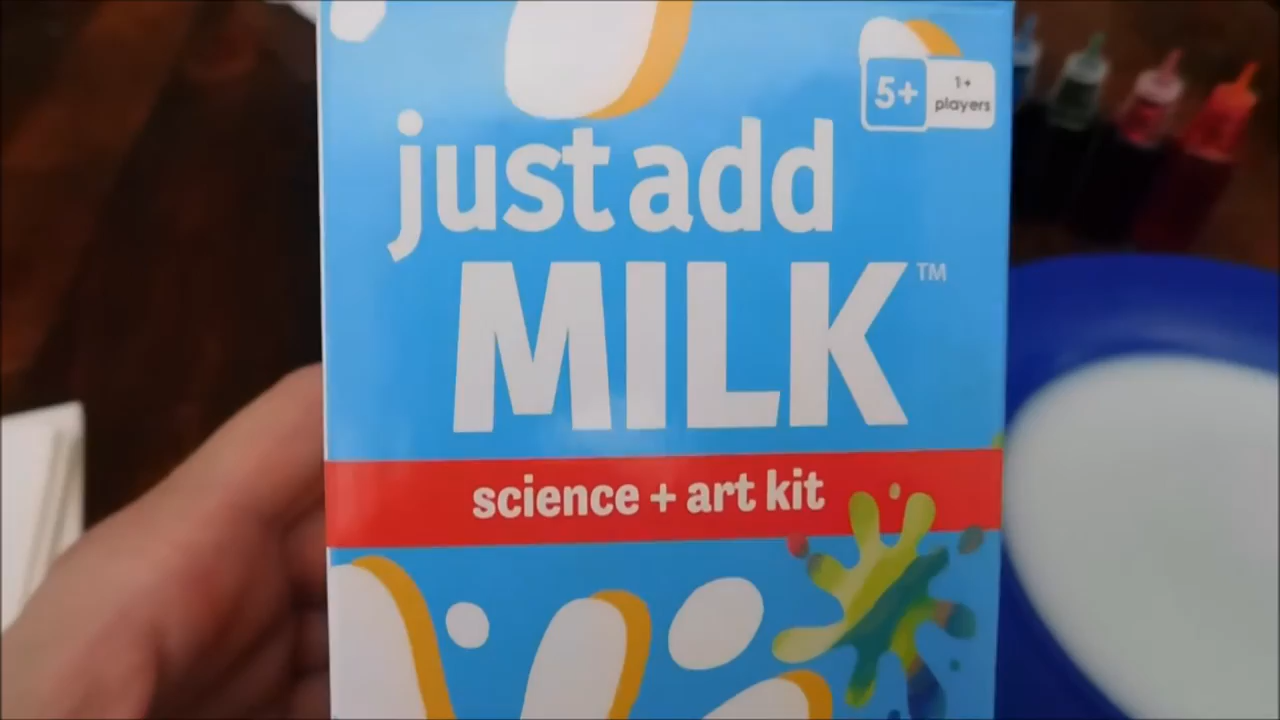 5+
1+
players
just add
MILK™
science + art kit